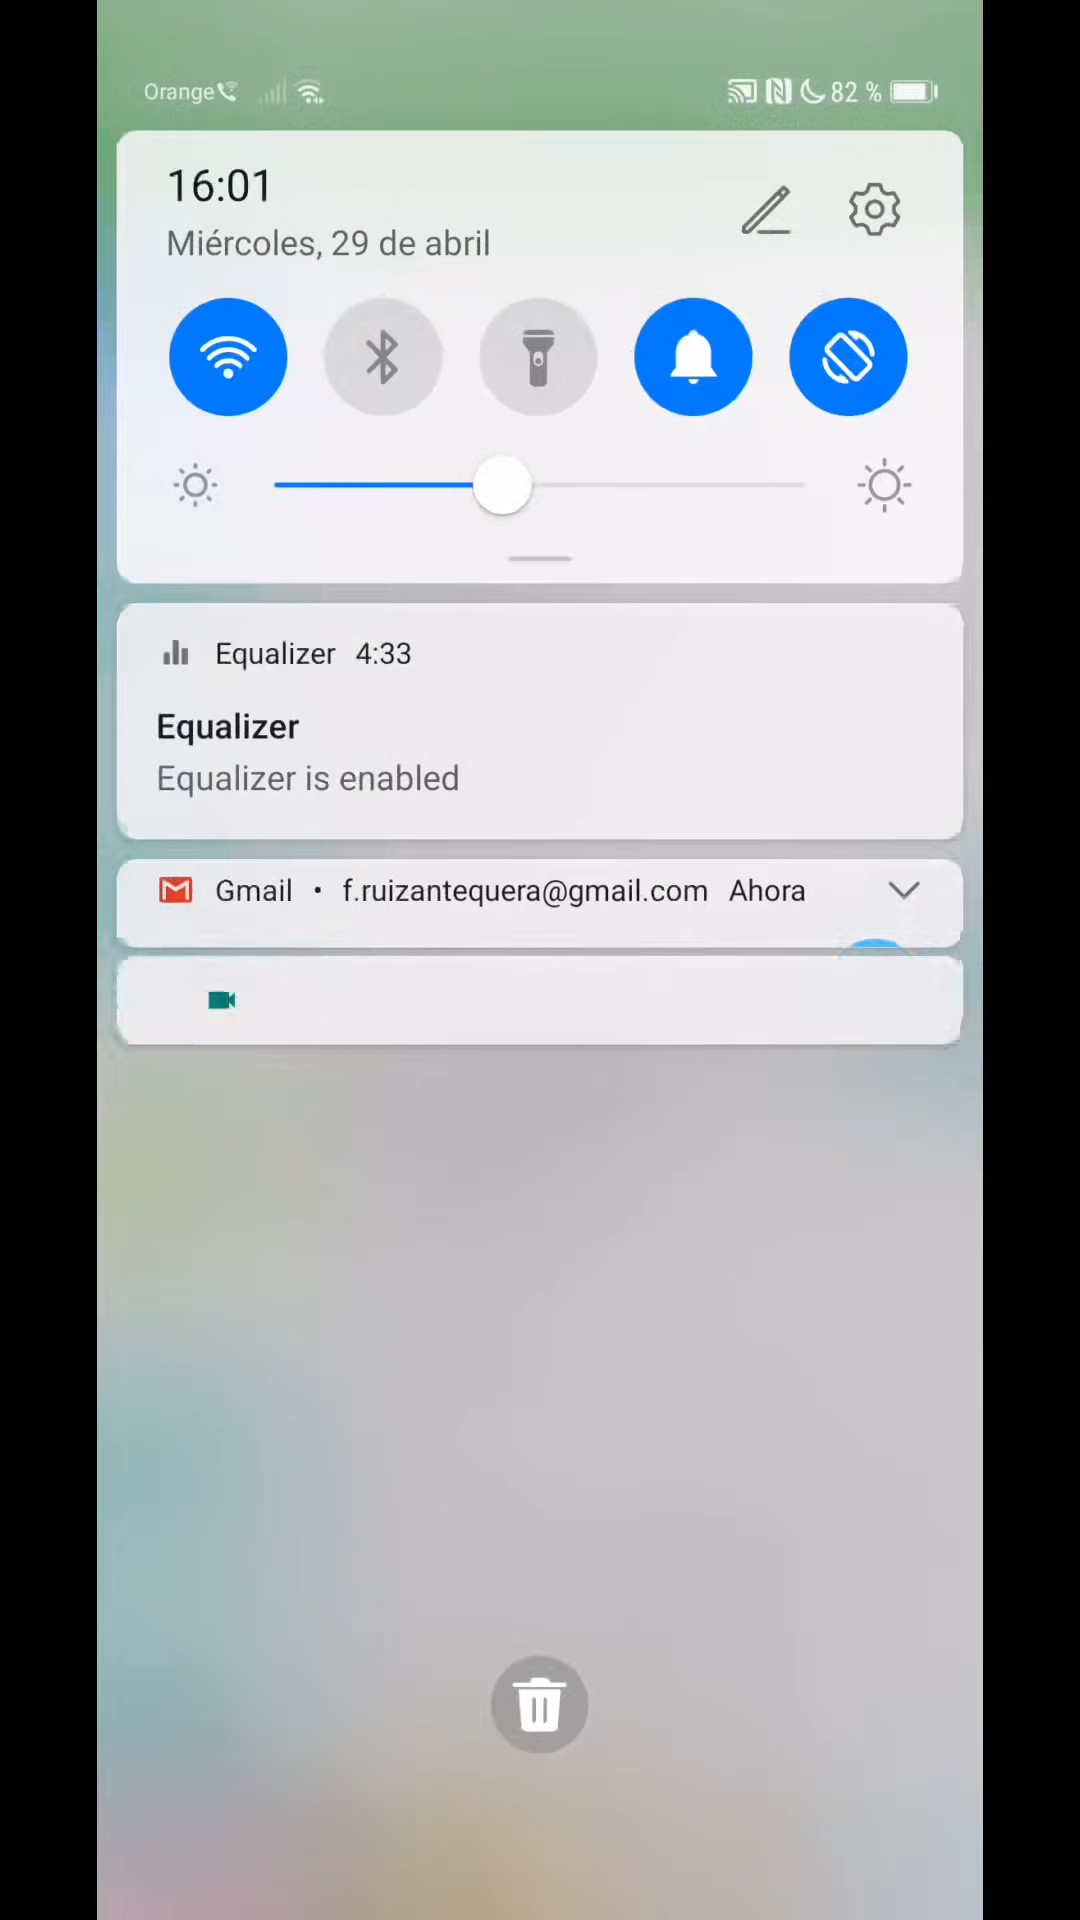 Orange 82 %
16:01
Miércoles, 29 de abril
Equalizer 4:33
Equalizer
Equalizer is enabled
Gmail • f.ruizantequera@gmail.com Ahora